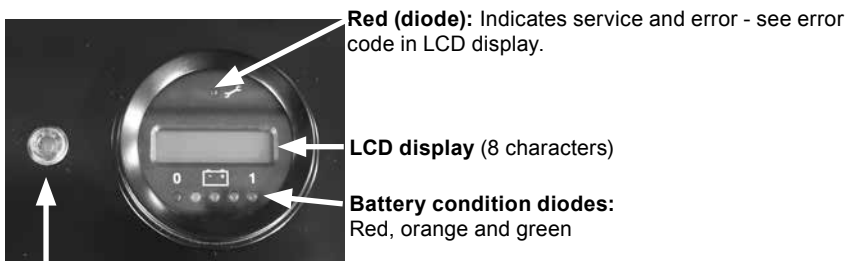 Red (diode): Indicates service and error - see error
code in LCD display.
LCD display (8 characters)
0 1
Battery condition diodes:
Red, orange and green